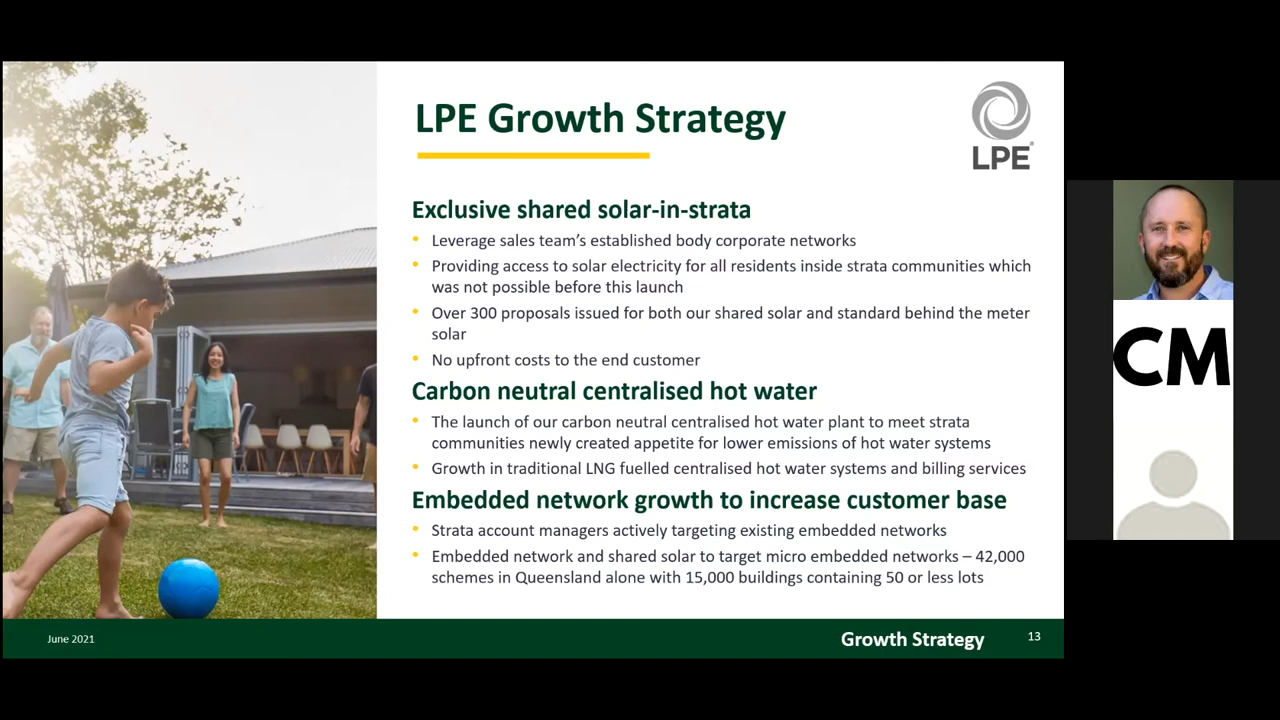 LPE Growth Strategy
LPE
Exclusive shared solar-in-strata
• Leverage sales team’s established body corporate networks
• Providing access to solar electricity for all residents inside strata communities which
was not possible before this launch
• Over 300 proposals issued for both our shared solar and standard behind the meter
solar
• No upfront costs to the end customer
Carbon neutral centralised hot water
• The launch of our carbon neutral centralised hot water plant to meet strata
communities newly created appetite for lower emissions of hot water systems
• Growth in traditional LNG fuelled centralised hot water systems and billing services
Embedded network growth to increase customer base
• Strata account managers actively targeting existing embedded networks
• Embedded network and shared solar to target micro embedded networks – 42,000
schemes in Queensland alone with 15,000 buildings containing 50 or less lots
June 2021
Growth Strategy
13
CM